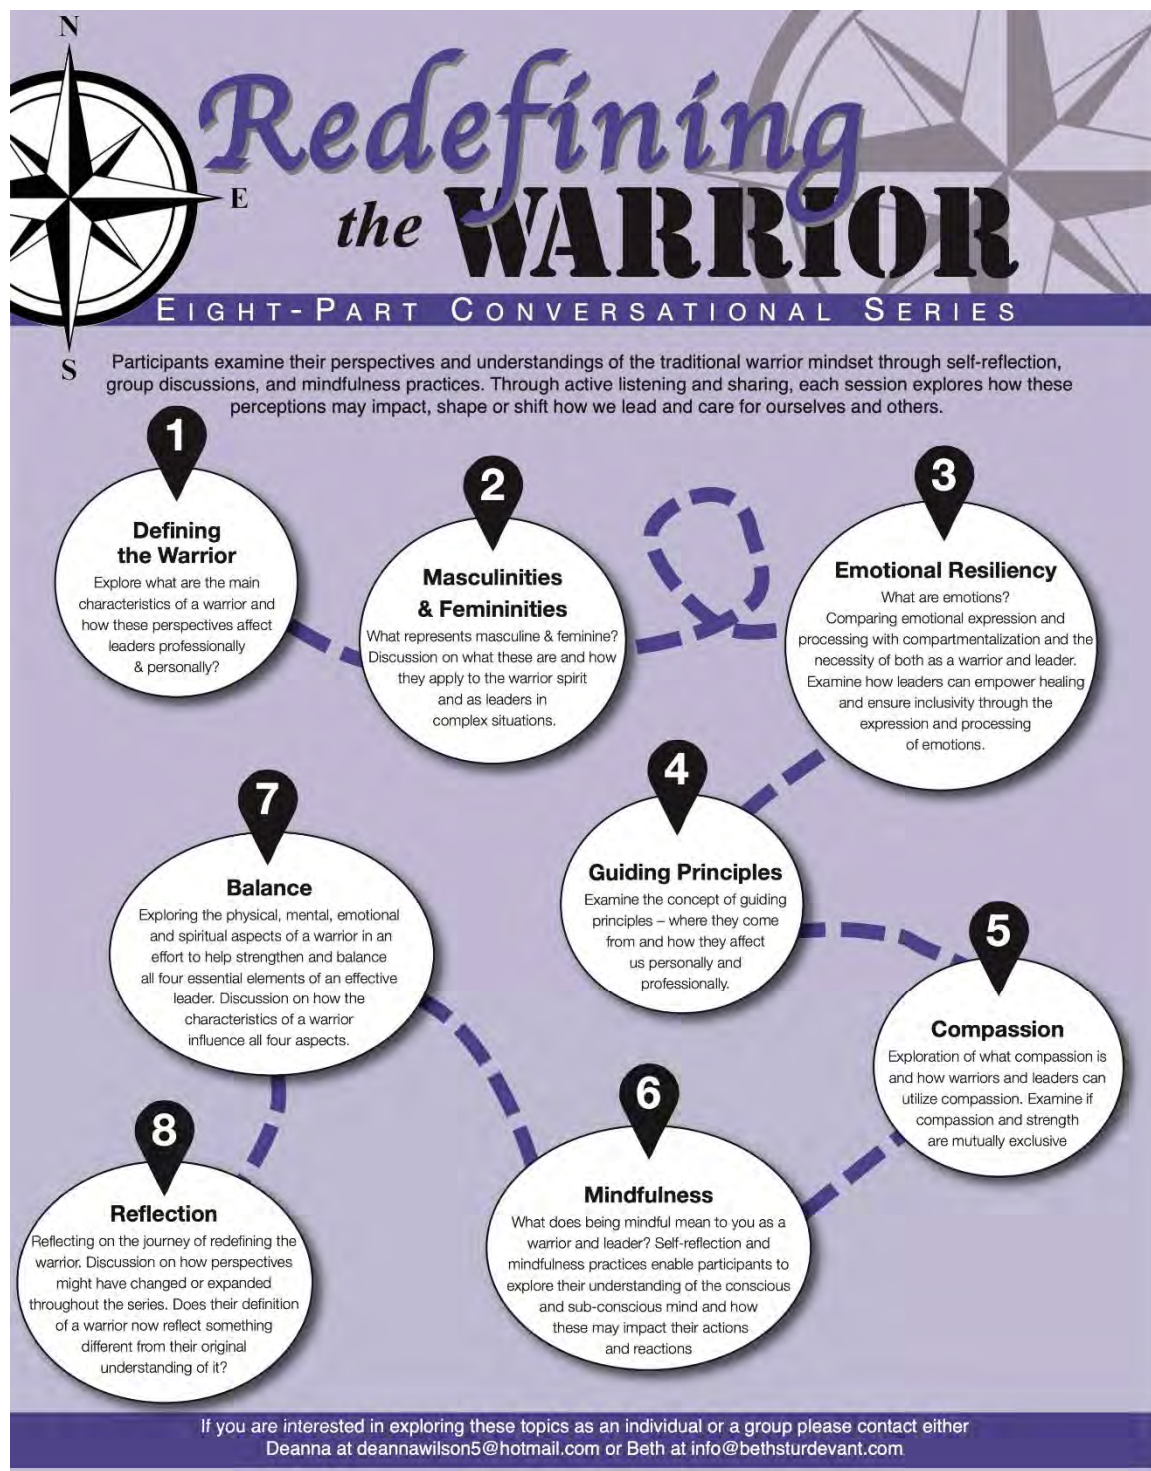 N
E
S
Redefining
the WARRIOR
EIGHT-PART CONVERSATIONAL SERIES
Participants examine their perspectives and understandings of the traditional warrior mindset through self-reflection,
group discussions, and mindfulness practices. Through active listening and sharing, each session explores how these
perceptions may impact, shape or shift how we lead and care for ourselves and others.
1
Defining
the Warrior
Explore what are the main
characteristics of a warrior and
how these perspectives affect
leaders professionally
& personally?
2
Masculinities
& Femininities
What represents masculine & feminine?
Discussion on what these are and how
they apply to the warrior spirit
and as leaders in
complex situations.
3
Emotional Resiliency
What are emotions?
Comparing emotional expression and
processing with compartmentalization and the
necessity of both as a warrior and leader.
Examine how leaders can empower healing
and ensure inclusivity through the
expression and processing
of emotions.
4
Guiding Principles
Examine the concept of guiding
principles – where they come
from and how they affect
us personally and
professionally.
5
Compassion
Exploration of what compassion is
and how warriors and leaders can
utilize compassion. Examine if
compassion and strength
are mutually exclusive
6
Mindfulness
What does being mindful mean to you as a
warrior and leader? Self-reflection and
mindfulness practices enable participants to
explore their understanding of the conscious
and sub-conscious mind and how
these may impact their actions
and reactions
7
Balance
Exploring the physical, mental, emotional
and spiritual aspects of a warrior in an
effort to help strengthen and balance
all four essential elements of an effective
leader. Discussion on how the
characteristics of a warrior
influence all four aspects.
8
Reflection
Reflecting on the journey of redefining the
warrior. Discussion on how perspectives
might have changed or expanded
throughout the series. Does their definition
of a warrior now reflect something
different from their original
understanding of it?
If you are interested in exploring these topics as an individual or a group please contact either
Deanna at deannawilson5@hotmail.com or Beth at info@bethsturdevant.com